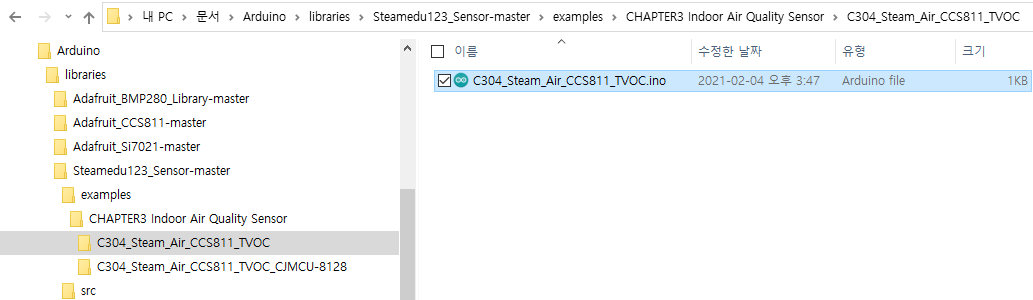 내 PC > 문서 > Arduino > libraries > Steamedu123_Sensor-master > examples > CHAPTER3 Indoor Air Quality Sensor > C304_Steam_Air_CCS811_TVOC
Arduino
libraries
Adafruit_BMP280_Library-master
Adafruit_CCS811-master
Adafruit_Si7021-master
Steamedu123_Sensor-master
examples
CHAPTER3 Indoor Air Quality Sensor
C304_Steam_Air_CCS811_TVOC
C304_Steam_Air_CCS811_TVOC_CJMCU-8128
src
이름 수정한 날짜 유형 크기
C304_Steam_Air_CCS811_TVOC.ino 2021-02-04 오후 3:47 Arduino file 1KB